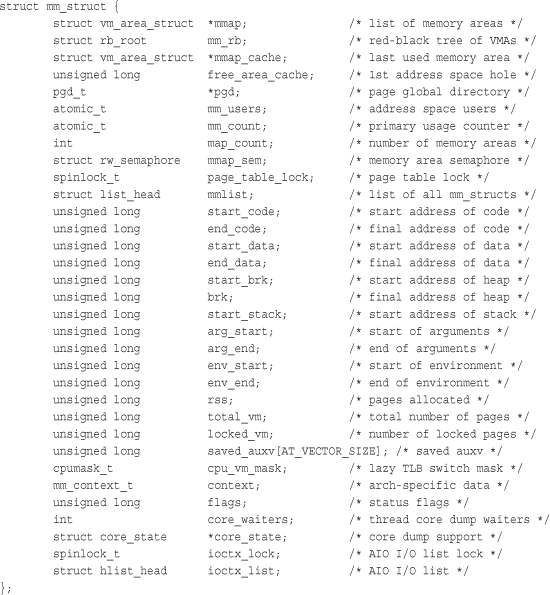 struct mm_struct {
        struct vm_area_struct  *mmap;               /* list of memory areas */
        struct rb_root         mm_rb;               /* red-black tree of VMAs */
        struct vm_area_struct  *mmap_cache;         /* last used memory area */
        unsigned long          free_area_cache;     /* 1st address space hole */
        pgd_t                  *pgd;                /* page global directory */
        atomic_t               mm_users;            /* address space users */
        atomic_t               mm_count;            /* primary usage counter */
        int                    map_count;           /* number of memory areas */
        struct rw_semaphore    mmap_sem;            /* memory area semaphore */
        spinlock_t             page_table_lock;     /* page table lock */
        struct list_head       mmlist;              /* list of all mm_structs */
        unsigned long          start_code;          /* start address of code */
        unsigned long          end_code;            /* final address of code */
        unsigned long          start_data;          /* start address of data */
        unsigned long          end_data;            /* final address of data */
        unsigned long          start_brk;           /* start address of heap */
        unsigned long          brk;                 /* final address of heap */
        unsigned long          start_stack;         /* start address of stack */
        unsigned long          arg_start;           /* start of arguments */
        unsigned long          arg_end;             /* end of arguments */
        unsigned long          env_start;           /* start of environment */
        unsigned long          env_end;             /* end of environment */
        unsigned long          rss;                 /* pages allocated */
        unsigned long          total_vm;            /* total number of pages */
        unsigned long          locked_vm;           /* number of locked pages */
        unsigned long          saved_auxv[AT_VECTOR_SIZE]; /* saved auxv */
        cpumask_t              cpu_vm_mask;         /* lazy TLB switch mask */
        mm_context_t           context;             /* arch-specific data */
        unsigned long          flags;               /* status flags */
        int                    core_waiters;        /* thread core dump waiters */
        struct core_state      *core_state;         /* core dump support */
        spinlock_t             ioctx_lock;          /* AIO I/O list lock */
        struct hlist_head      ioctx_list;          /* AIO I/O list */
};